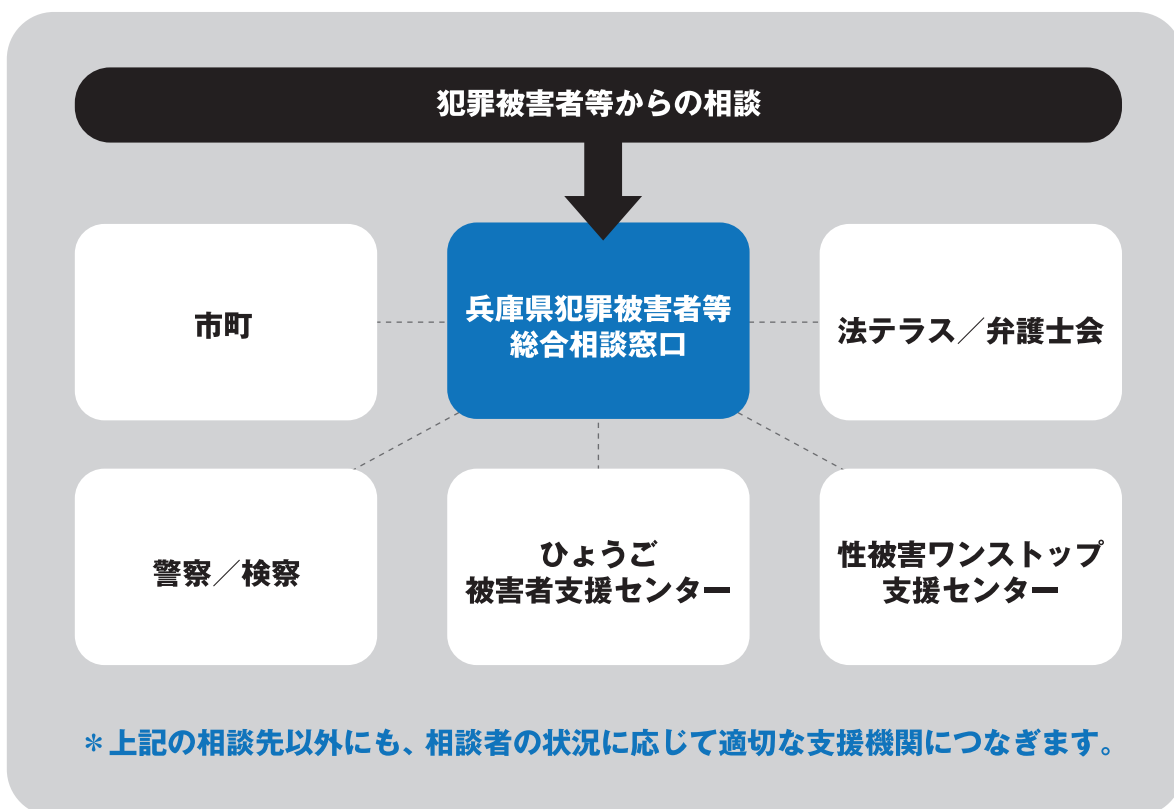 犯罪被害者等からの相談
市町
兵庫県犯罪被害者等
総合相談窓口
法テラス／弁護士会
警察／検察
ひょうご
被害者支援センター
性被害ワンストップ
支援センター
＊上記の相談先以外にも、相談者の状況に応じて適切な支援機関につなぎます。